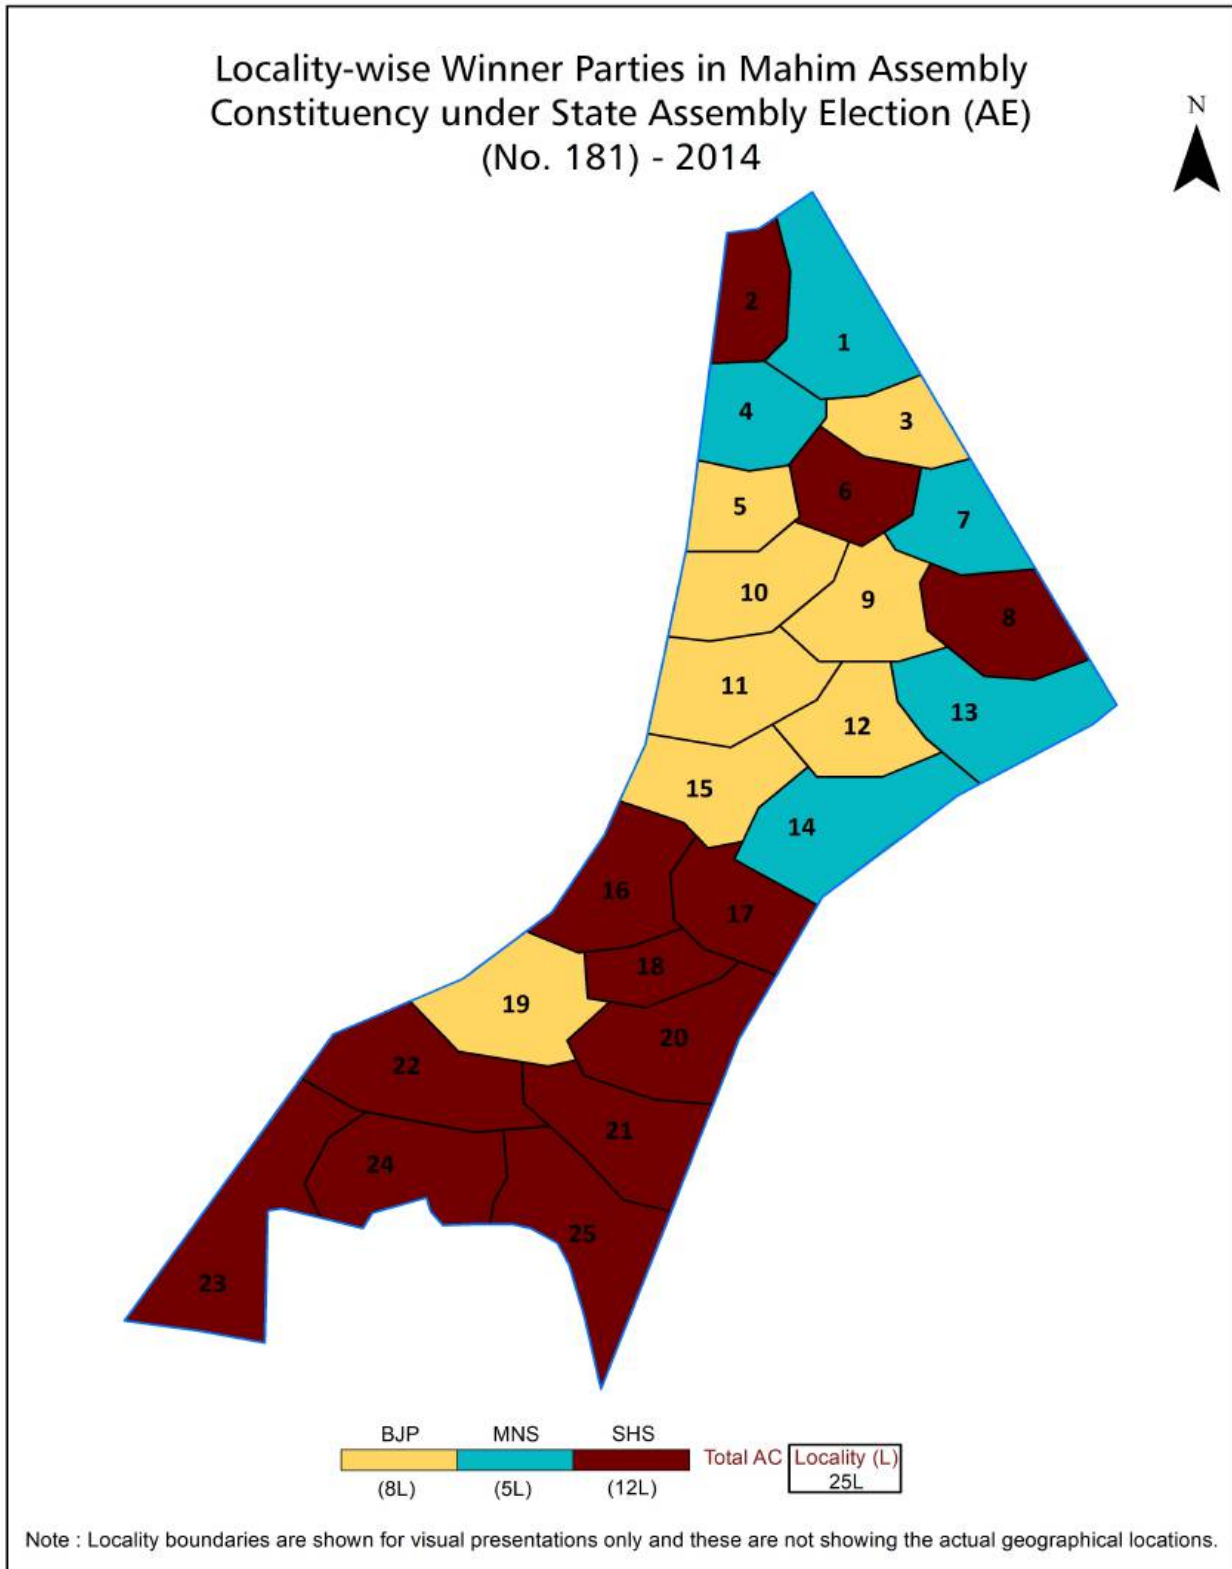 Locality-wise Winner Parties in Mahim Assembly
Constituency under State Assembly Election (AE)
(No. 181) - 2014
N
2
1
4
3
6
5
7
10
9
8
11
12
13
15
14
16
17
18
19
20
22
21
24
25
23
BJP MNS SHS
Total AC Locality (L)
25L
(8L) (5L) (12L)
Note : Locality boundaries are shown for visual presentations only and these are not showing the actual geographical locations.